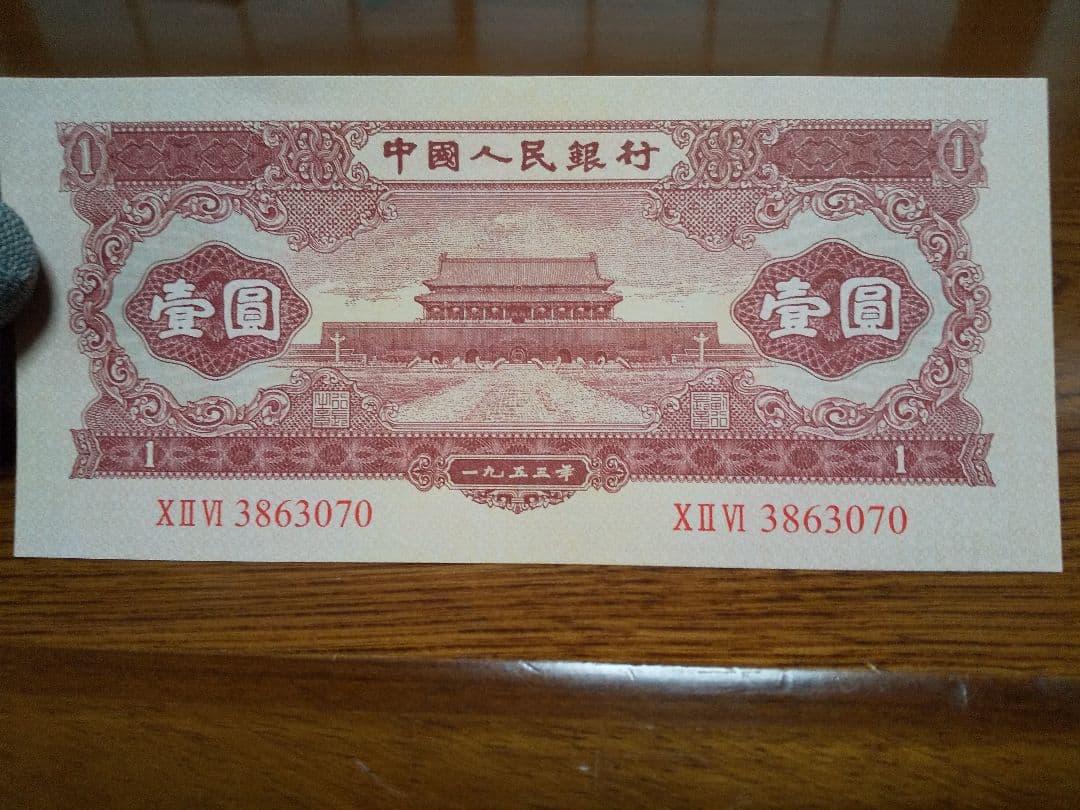 1 中國人民銀行 1
壹圓 壹圓
1 一九五三年 1
XⅡⅥ 3863070 XⅡⅥ 3863070